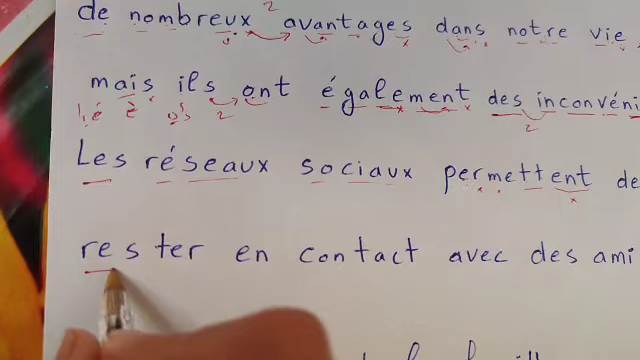 de nombreux avantages dans notre vie
mais ils ont également des inconvéni
Les réseaux sociaux permettent de
rester en contact avec des ami